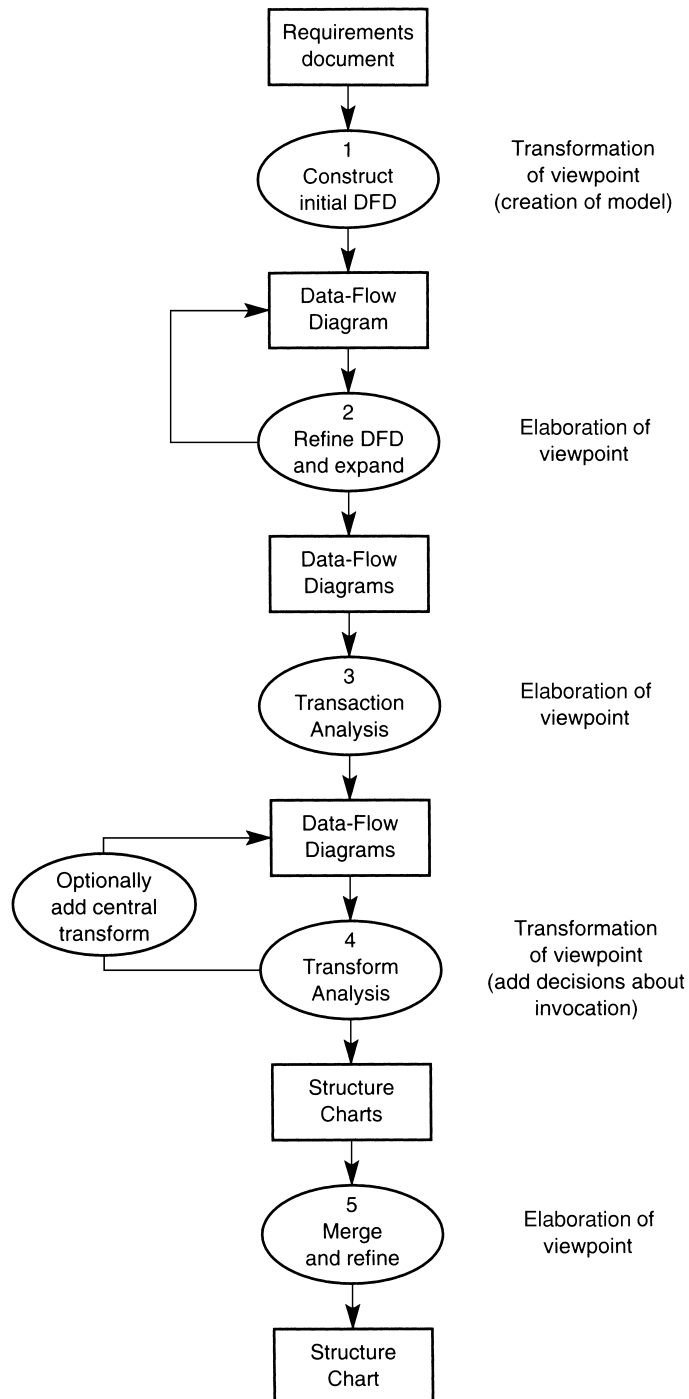 Requirements
document
1
Construct
initial DFD
Transformation
of viewpoint
(creation of model)
Data-Flow
Diagram
2
Refine DFD
and expand
Elaboration of
viewpoint
Data-Flow
Diagrams
3
Transaction
Analysis
Elaboration of
viewpoint
Data-Flow
Diagrams
Optionally
add central
transform
4
Transform
Analysis
Transformation
of viewpoint
(add decisions about
invocation)
Structure
Charts
5
Merge
and refine
Elaboration of
viewpoint
Structure
Chart